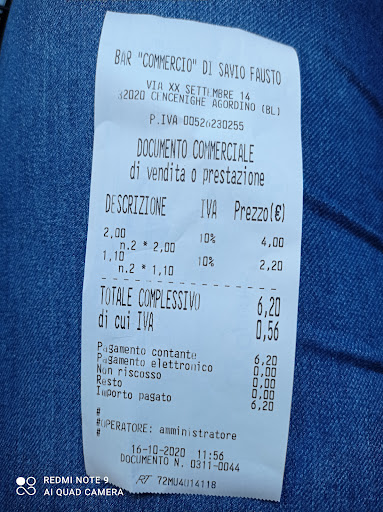 BAR "COMMERCIO" DI SAVIO FAUSTO
VIA XX SETTEMBRE 14
32020 CENCENIGHE AGORDINO (BL)
P.IVA 00526230255
DOCUMENTO COMMERCIALE
di vendita o prestazione
DESCRIZIONE IVA Prezzo(€)
2,00 10% 4,00
n.2 * 2,00
1,10 10% 2,20
n.2 * 1,10
TOTALE COMPLESSIVO 6,20
di cui IVA 0,56
Pagamento contante 6,20
Pagamento elettronico 0,00
Non riscosso 0,00
Resto 0,00
Importo pagato 6,20
#
#OPERATORE: amministratore
#
16-10-2020 11:56
DOCUMENTO N. 0311-0044
RT 72MU4014118
REDMI NOTE 9
AI QUAD CAMERA